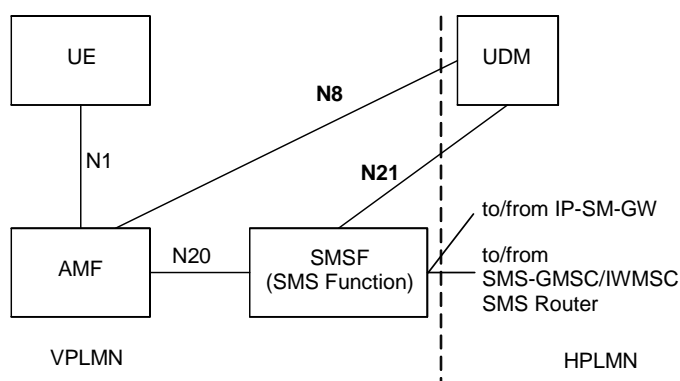 UE
UDM
N8
N1
N21
to/from IP-SM-GW
AMF
N20
SMSF
(SMS Function)
to/from
SMS-GMSC/IWMSC
SMS Router
VPLMN
HPLMN